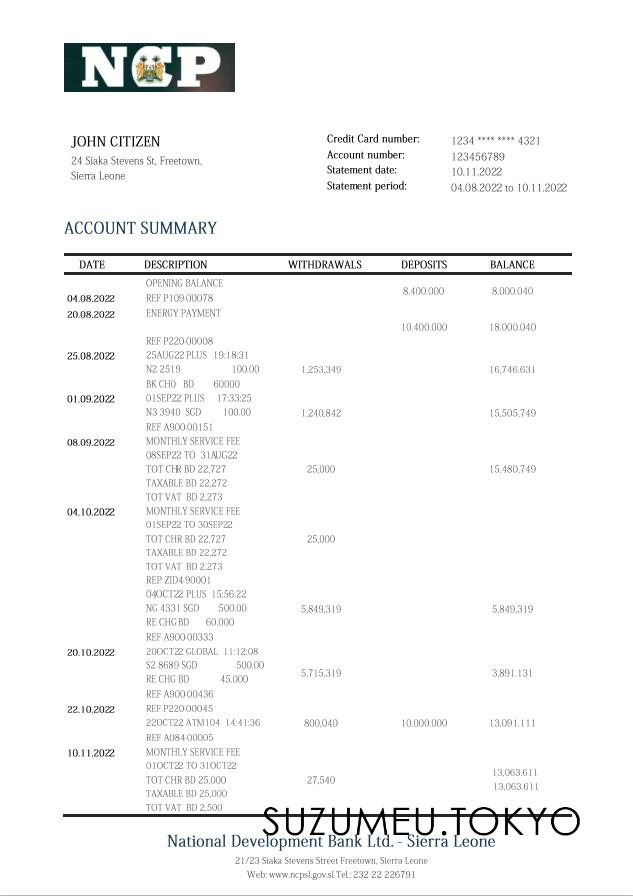 NCP
JOHN CITIZEN
24 Siaka Stevens St, Freetown,
Sierra Leone
Credit Card number: 1234 **** **** 4321
Account number: 123456789
Statement date: 10.11.2022
Statement period: 04.08.2022 to 10.11.2022
ACCOUNT SUMMARY
DATE DESCRIPTION WITHDRAWALS DEPOSITS BALANCE
OPENING BALANCE
8.400.000 8.000.040
04.08.2022 REF P109-00078
20.08.2022 ENERGY PAYMENT
10.400.000 18.000.040
REF P220-00008
25.08.2022 25AUG22 PLUS 19:18:31
N2 2519 100.00 1,253,349 16,746.631
BK CHO BD 60000
01.09.2022 01SEP22 PLUS 17:33:25
N3 3940 SGD 100.00 1,240,842 15,505,749
REF A900-00151
08.09.2022 MONTHLY SERVICE FEE
08SEP22 TO 31AUG22
TOT CHR BD 22,727 25,000 15,480,749
TAXABLE BD 22,272
TOT VAT BD 2,273
04.10.2022 MONTHLY SERVICE FEE
01SEP22 TO 30SEP22
TOT CHR BD 22,727 25,000
TAXABLE BD 22,272
TOT VAT BD 2,273
REP ZID4-90001
04OCT22 PLUS 15:56:22
NG 4331 SGD 500.00 5,849,319 5,849,319
RE CHG BD 60.000
REF A900-00333
20.10.2022 20OCT22 GLOBAL 11:12:08
S2 8689 SGD 500.00
5,715,319 3,891.131
RE CHG BD 45.000
REF A900-00436
22.10.2022 REF P220-00045
22OCT22 ATM104 14:41:36 800,040 10.000.000 13,091.111
REF A084-00005
10.11.2022 MONTHLY SERVICE FEE
01OCT22 TO 31OCT22
13,063.611
TOT CHR BD 25,000 27,540
13,063.611
TAXABLE BD 25,000
TOT VAT BD 2,500
SUZUMEU.TOKYO
National Development Bank Ltd. - Sierra Leone
21/23 Siaka Stevens Street Freetown, Sierra Leone
Web: www.ncpsl.gov.sl Tel.: 232 22 226791